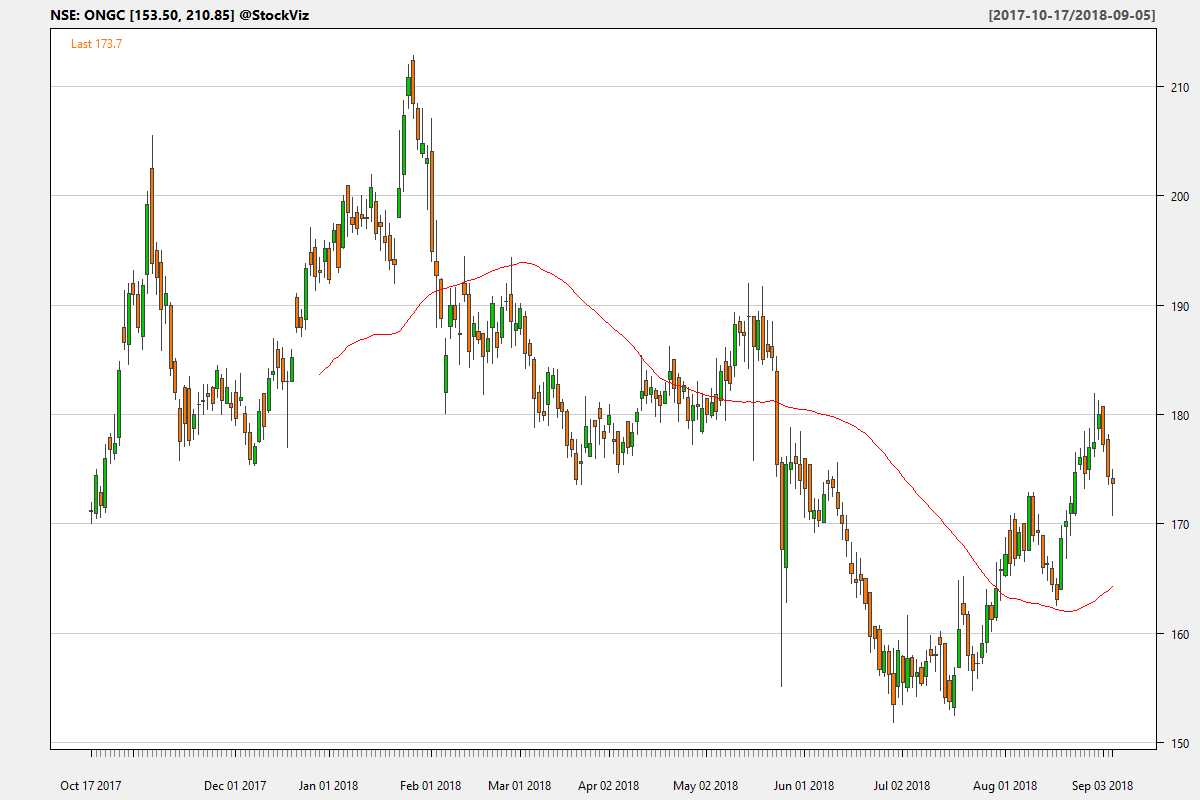 NSE: ONGC [153.50, 210.85] @StockViz
[2017-10-17/2018-09-05]
Last 173.7
210
200
190
180
170
160
150
Oct 17 2017
Dec 01 2017
Jan 01 2018
Feb 01 2018
Mar 01 2018
Apr 02 2018
May 02 2018
Jun 01 2018
Jul 02 2018
Aug 01 2018
Sep 03 2018